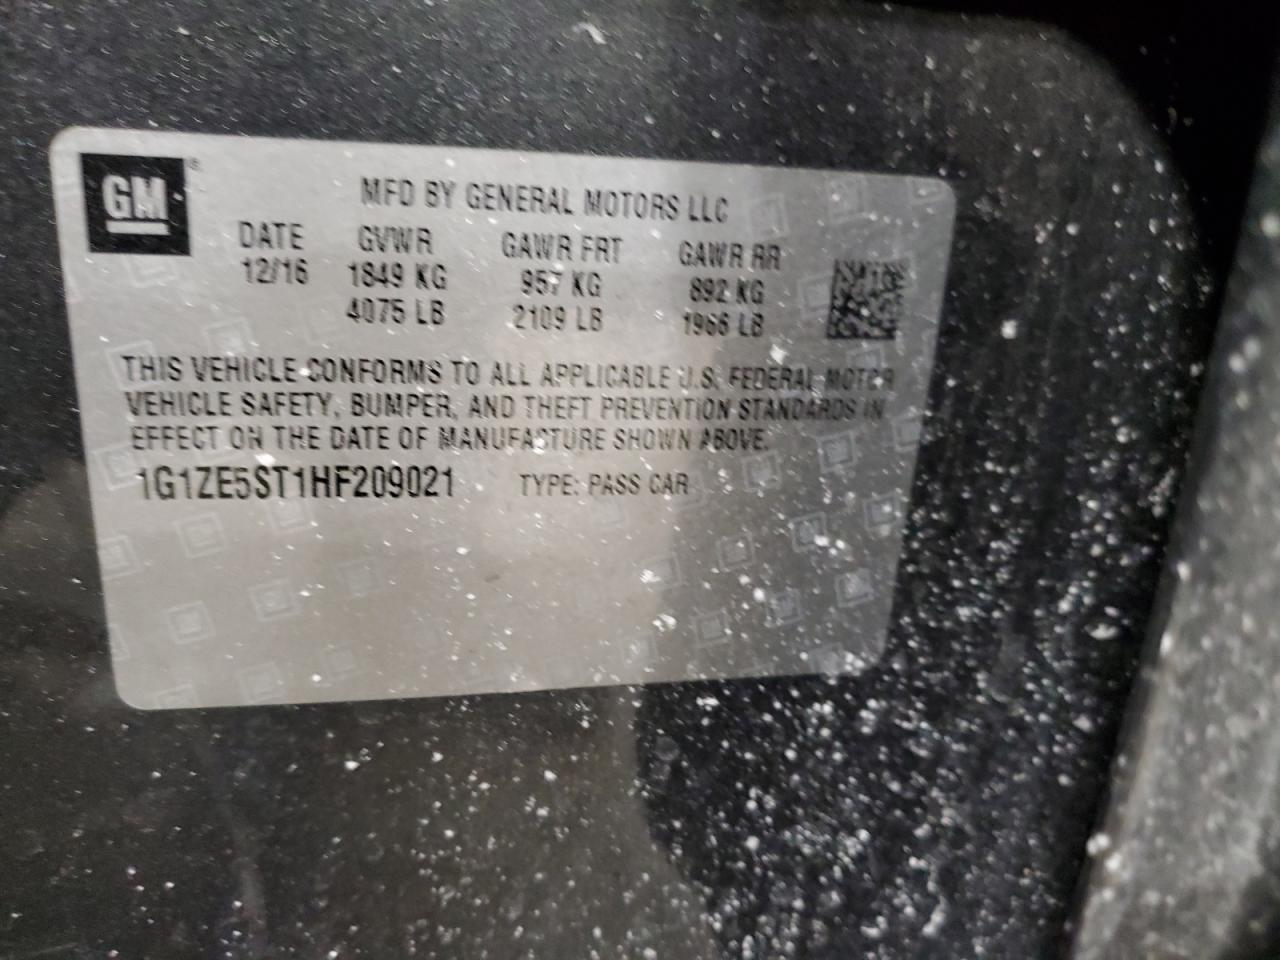 GM ®
MFD BY GENERAL MOTORS LLC
DATE GVWR GAWR FRT GAWR RR
12/16 1849 KG 957 KG 892 KG
4075 LB 2109 LB 1966 LB
THIS VEHICLE CONFORMS TO ALL APPLICABLE U.S. FEDERAL MOTOR
VEHICLE SAFETY, BUMPER, AND THEFT PREVENTION STANDARDS IN
EFFECT ON THE DATE OF MANUFACTURE SHOWN ABOVE.
1G1ZE5ST1HF209021 TYPE: PASS CAR